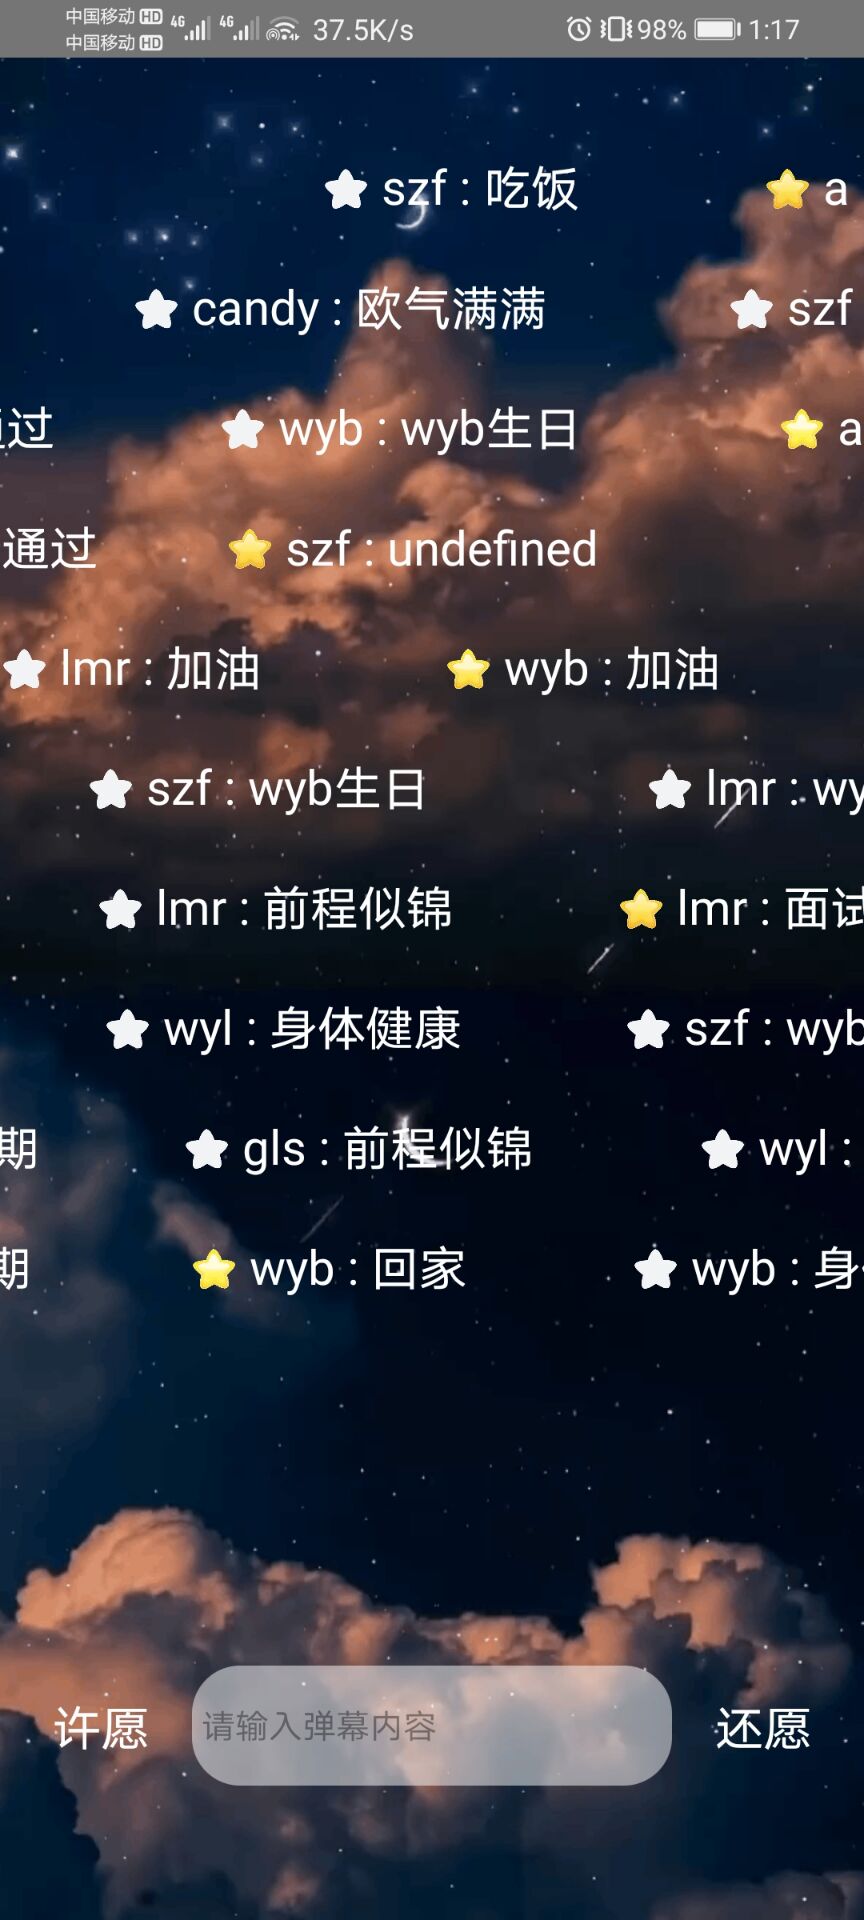 中国移动 HD 4G 4G 37.5K/s 98% 1:17
中国移动 HD
szf : 吃饭 a
candy : 欧气满满 szf
过 wyb : wyb生日 a
通过 szf : undefined
lmr : 加油 wyb : 加油
szf : wyb生日 lmr : wy
lmr : 前程似锦 lmr : 面试
wyl : 身体健康 szf : wyb
期 gls : 前程似锦 wyl :
期 wyb : 回家 wyb : 身
许愿 请输入弹幕内容 还愿